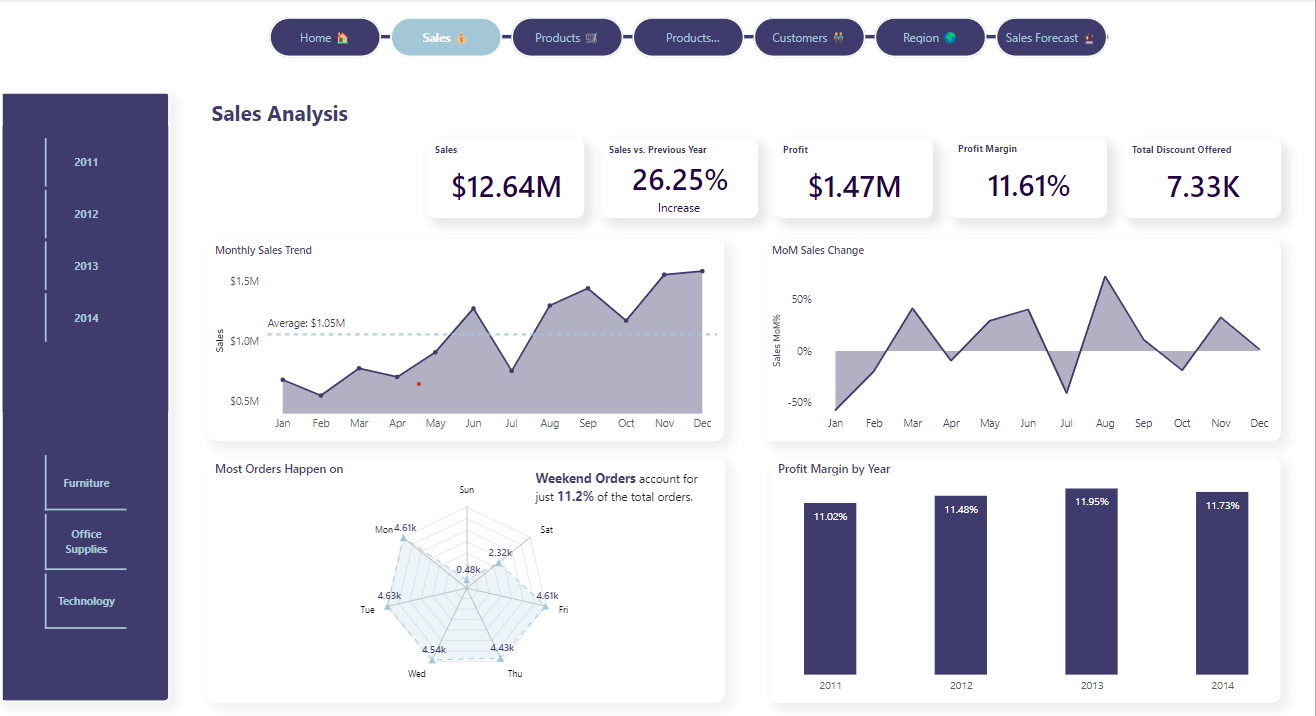 Home
Sales
Products
Products...
Customers
Region
Sales Forecast
2011
2012
2013
2014
Furniture
Office
Supplies
Technology
Sales Analysis
Sales
$12.64M
Sales vs. Previous Year
26.25%
Increase
Profit
$1.47M
Profit Margin
11.61%
Total Discount Offered
7.33K
Monthly Sales Trend
Sales
$1.5M
$1.0M
$0.5M
Average: $1.05M
Jan Feb Mar Apr May Jun Jul Aug Sep Oct Nov Dec
MoM Sales Change
Sales MoM%
50%
0%
-50%
Jan Feb Mar Apr May Jun Jul Aug Sep Oct Nov Dec
Most Orders Happen on
Weekend Orders account for
just 11.2% of the total orders.
Sun
Mon 4.61k
Sat
2.32k
0.48k
Tue 4.63k
4.61k Fri
Wed 4.54k
4.43k Thu
Profit Margin by Year
11.02% 11.48% 11.95% 11.73%
2011 2012 2013 2014